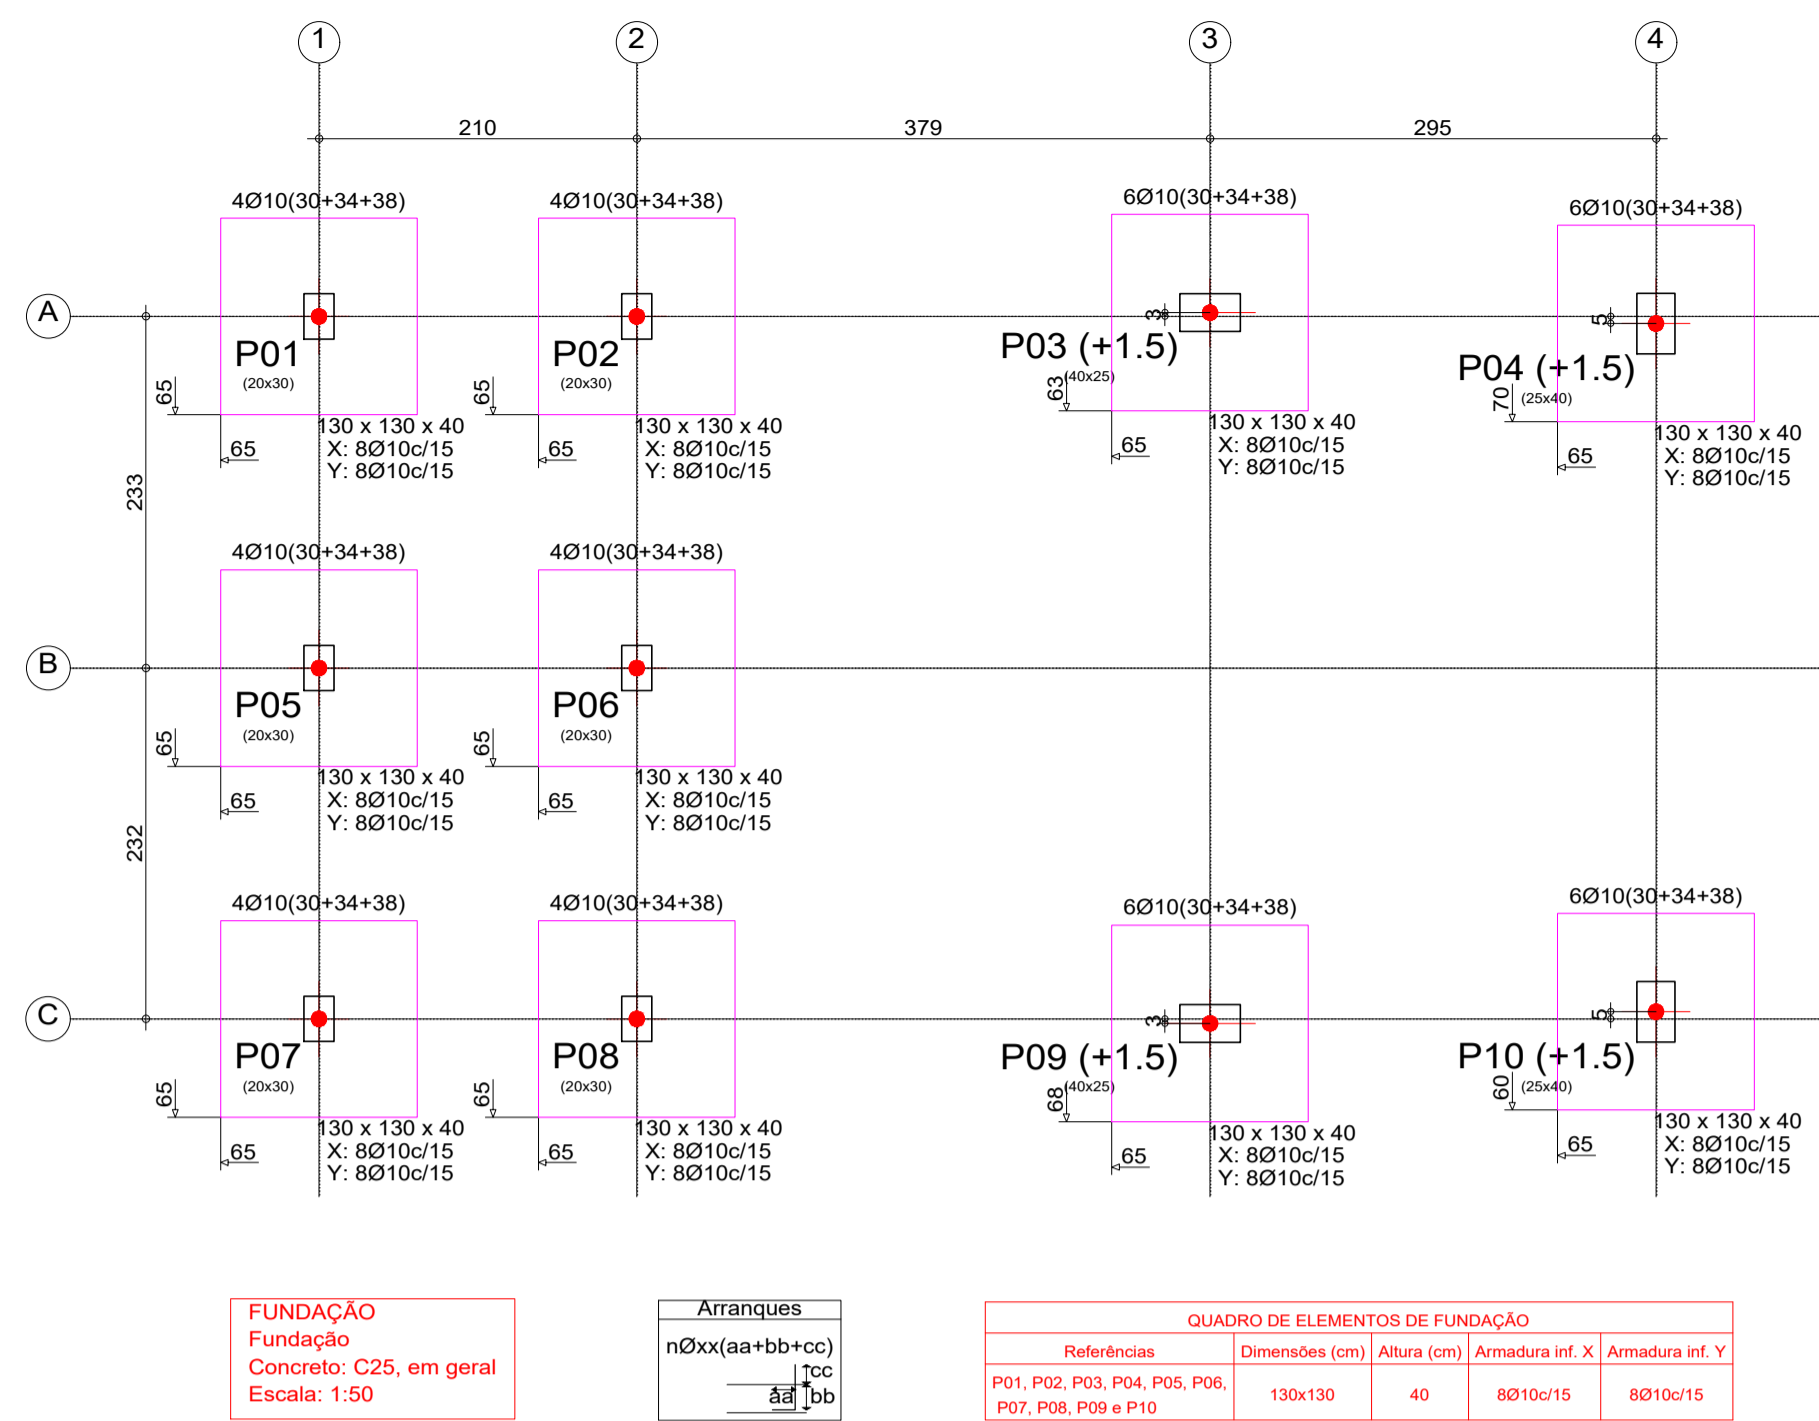 1
2
3
4
210
379
295
4Ø10(30+34+38)
4Ø10(30+34+38)
6Ø10(30+34+38)
6Ø10(30+34+38)
A
3
5
P01
(20x30)
P02
(20x30)
P03 (+1.5)
(40x25)
P04 (+1.5)
(25x40)
65
65
63
70
130 x 130 x 40
X: 8Ø10c/15
Y: 8Ø10c/15
65
130 x 130 x 40
X: 8Ø10c/15
Y: 8Ø10c/15
65
130 x 130 x 40
X: 8Ø10c/15
Y: 8Ø10c/15
65
130 x 130 x 40
X: 8Ø10c/15
Y: 8Ø10c/15
65
233
4Ø10(30+34+38)
4Ø10(30+34+38)
B
P05
(20x30)
P06
(20x30)
65
65
130 x 130 x 40
X: 8Ø10c/15
Y: 8Ø10c/15
65
130 x 130 x 40
X: 8Ø10c/15
Y: 8Ø10c/15
65
232
4Ø10(30+34+38)
4Ø10(30+34+38)
6Ø10(30+34+38)
6Ø10(30+34+38)
C
3
5
P07
(20x30)
P08
(20x30)
P09 (+1.5)
(40x25)
P10 (+1.5)
(25x40)
65
65
68
60
130 x 130 x 40
X: 8Ø10c/15
Y: 8Ø10c/15
65
130 x 130 x 40
X: 8Ø10c/15
Y: 8Ø10c/15
65
130 x 130 x 40
X: 8Ø10c/15
Y: 8Ø10c/15
65
130 x 130 x 40
X: 8Ø10c/15
Y: 8Ø10c/15
65
FUNDAÇÃO
Fundação
Concreto: C25, em geral
Escala: 1:50
Arranques
nØxx(aa+bb+cc)
cc
aa bb
QUADRO DE ELEMENTOS DE FUNDAÇÃO
Referências Dimensões (cm) Altura (cm) Armadura inf. X Armadura inf. Y
P01, P02, P03, P04, P05, P06,
P07, P08, P09 e P10 130x130 40 8Ø10c/15 8Ø10c/15